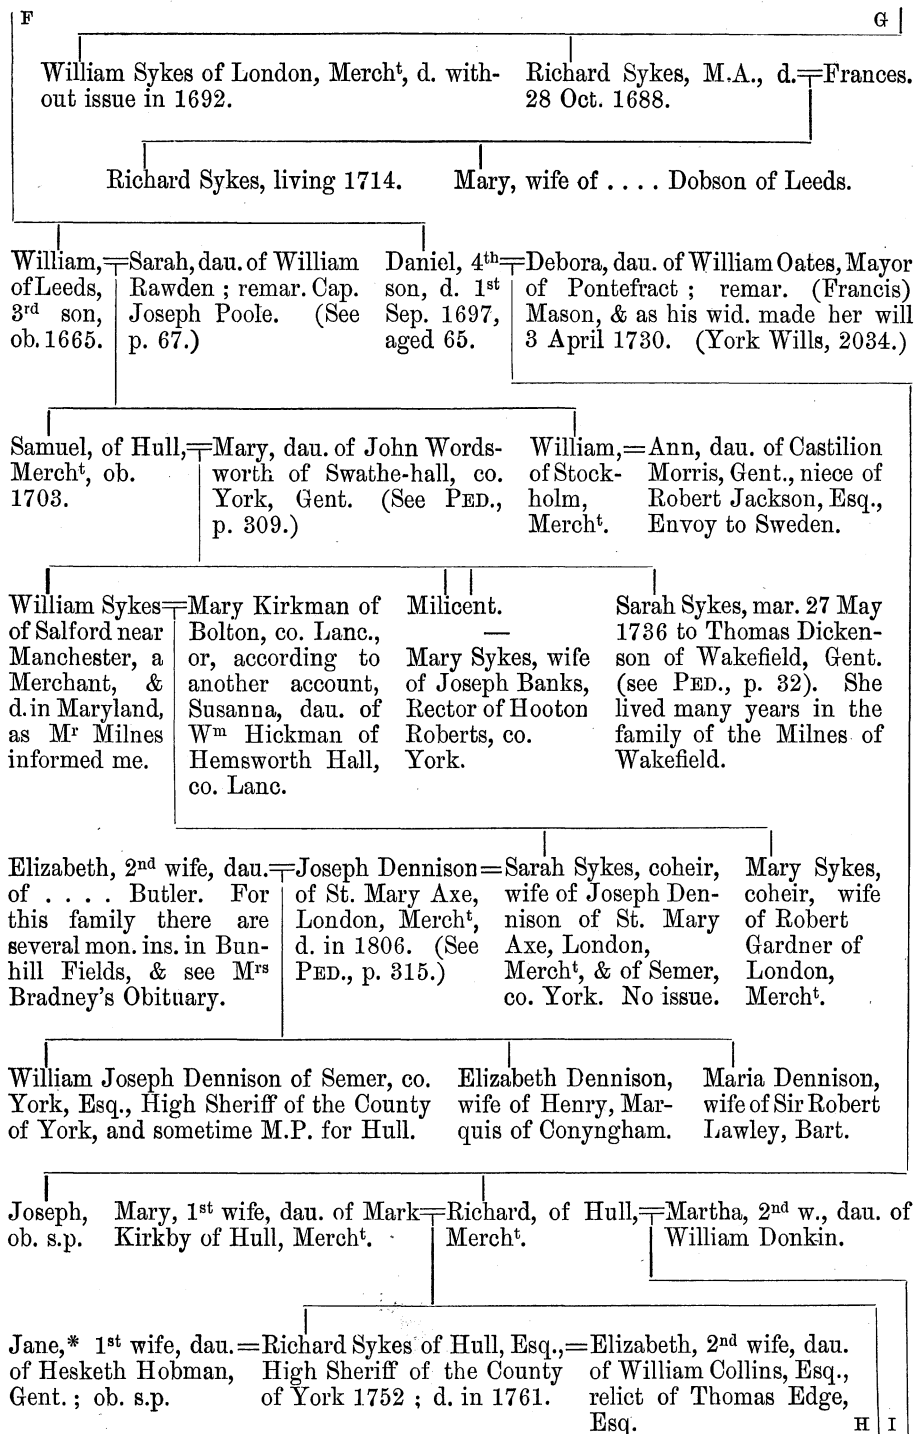 F G
William Sykes of London, Mercht, d. with-
out issue in 1692.
Richard Sykes, M.A., d. Frances.
28 Oct. 1688.
Richard Sykes, living 1714. Mary, wife of .... Dobson of Leeds.
William,
of Leeds,
3rd son,
ob. 1665.
Sarah, dau. of William
Rawden ; remar. Cap.
Joseph Poole. (See
p. 67.)
Daniel, 4th
son, d. 1st
Sep. 1697,
aged 65.
Debora, dau. of William Oates, Mayor
of Pontefract ; remar. (Francis)
Mason, & as his wid. made her will
3 April 1730. (York Wills, 2034.)
Samuel, of Hull,
Mercht, ob.
1703.
Mary, dau. of John Words-
worth of Swathe-hall, co.
York, Gent. (See PED.,
p. 309.)
William,=
of Stock-
holm,
Mercht.
Ann, dau. of Castilion
Morris, Gent., niece of
Robert Jackson, Esq.,
Envoy to Sweden.
William Sykes
of Salford near
Manchester, a
Merchant, &
d. in Maryland,
as Mr Milnes
informed me.
Mary Kirkman of
Bolton, co. Lanc.,
or, according to
another account,
Susanna, dau. of
Wm Hickman of
Hemsworth Hall,
co. Lanc.
Milicent.
—
Mary Sykes, wife
of Joseph Banks,
Rector of Hooton
Roberts, co.
York.
Sarah Sykes, mar. 27 May
1736 to Thomas Dicken-
son of Wakefield, Gent.
(see PED., p. 32). She
lived many years in the
family of the Milnes of
Wakefield.
Elizabeth, 2nd wife, dau.
of .... Butler. For
this family there are
several mon. ins. in Bun-
hill Fields, & see Mrs
Bradney's Obituary.
Joseph Dennison=
of St. Mary Axe,
London, Mercht,
d. in 1806. (See
PED., p. 315.)
Sarah Sykes, coheir,
wife of Joseph Den-
nison of St. Mary
Axe, London,
Mercht, & of Semer,
co. York. No issue.
Mary Sykes,
coheir, wife
of Robert
Gardner of
London,
Mercht.
William Joseph Dennison of Semer, co.
York, Esq., High Sheriff of the County
of York, and sometime M.P. for Hull.
Elizabeth Dennison,
wife of Henry, Mar-
quis of Conyngham.
Maria Dennison,
wife of Sir Robert
Lawley, Bart.
Joseph,
ob. s.p.
Mary, 1st wife, dau. of Mark
Kirkby of Hull, Mercht.
Richard, of Hull,
Mercht.
Martha, 2nd w., dau. of
William Donkin.
Jane,* 1st wife, dau.=
of Hesketh Hobman,
Gent. ; ob. s.p.
Richard Sykes of Hull, Esq.,=
High Sheriff of the County
of York 1752 ; d. in 1761.
Elizabeth, 2nd wife, dau.
of William Collins, Esq.,
relict of Thomas Edge,
Esq.
H I